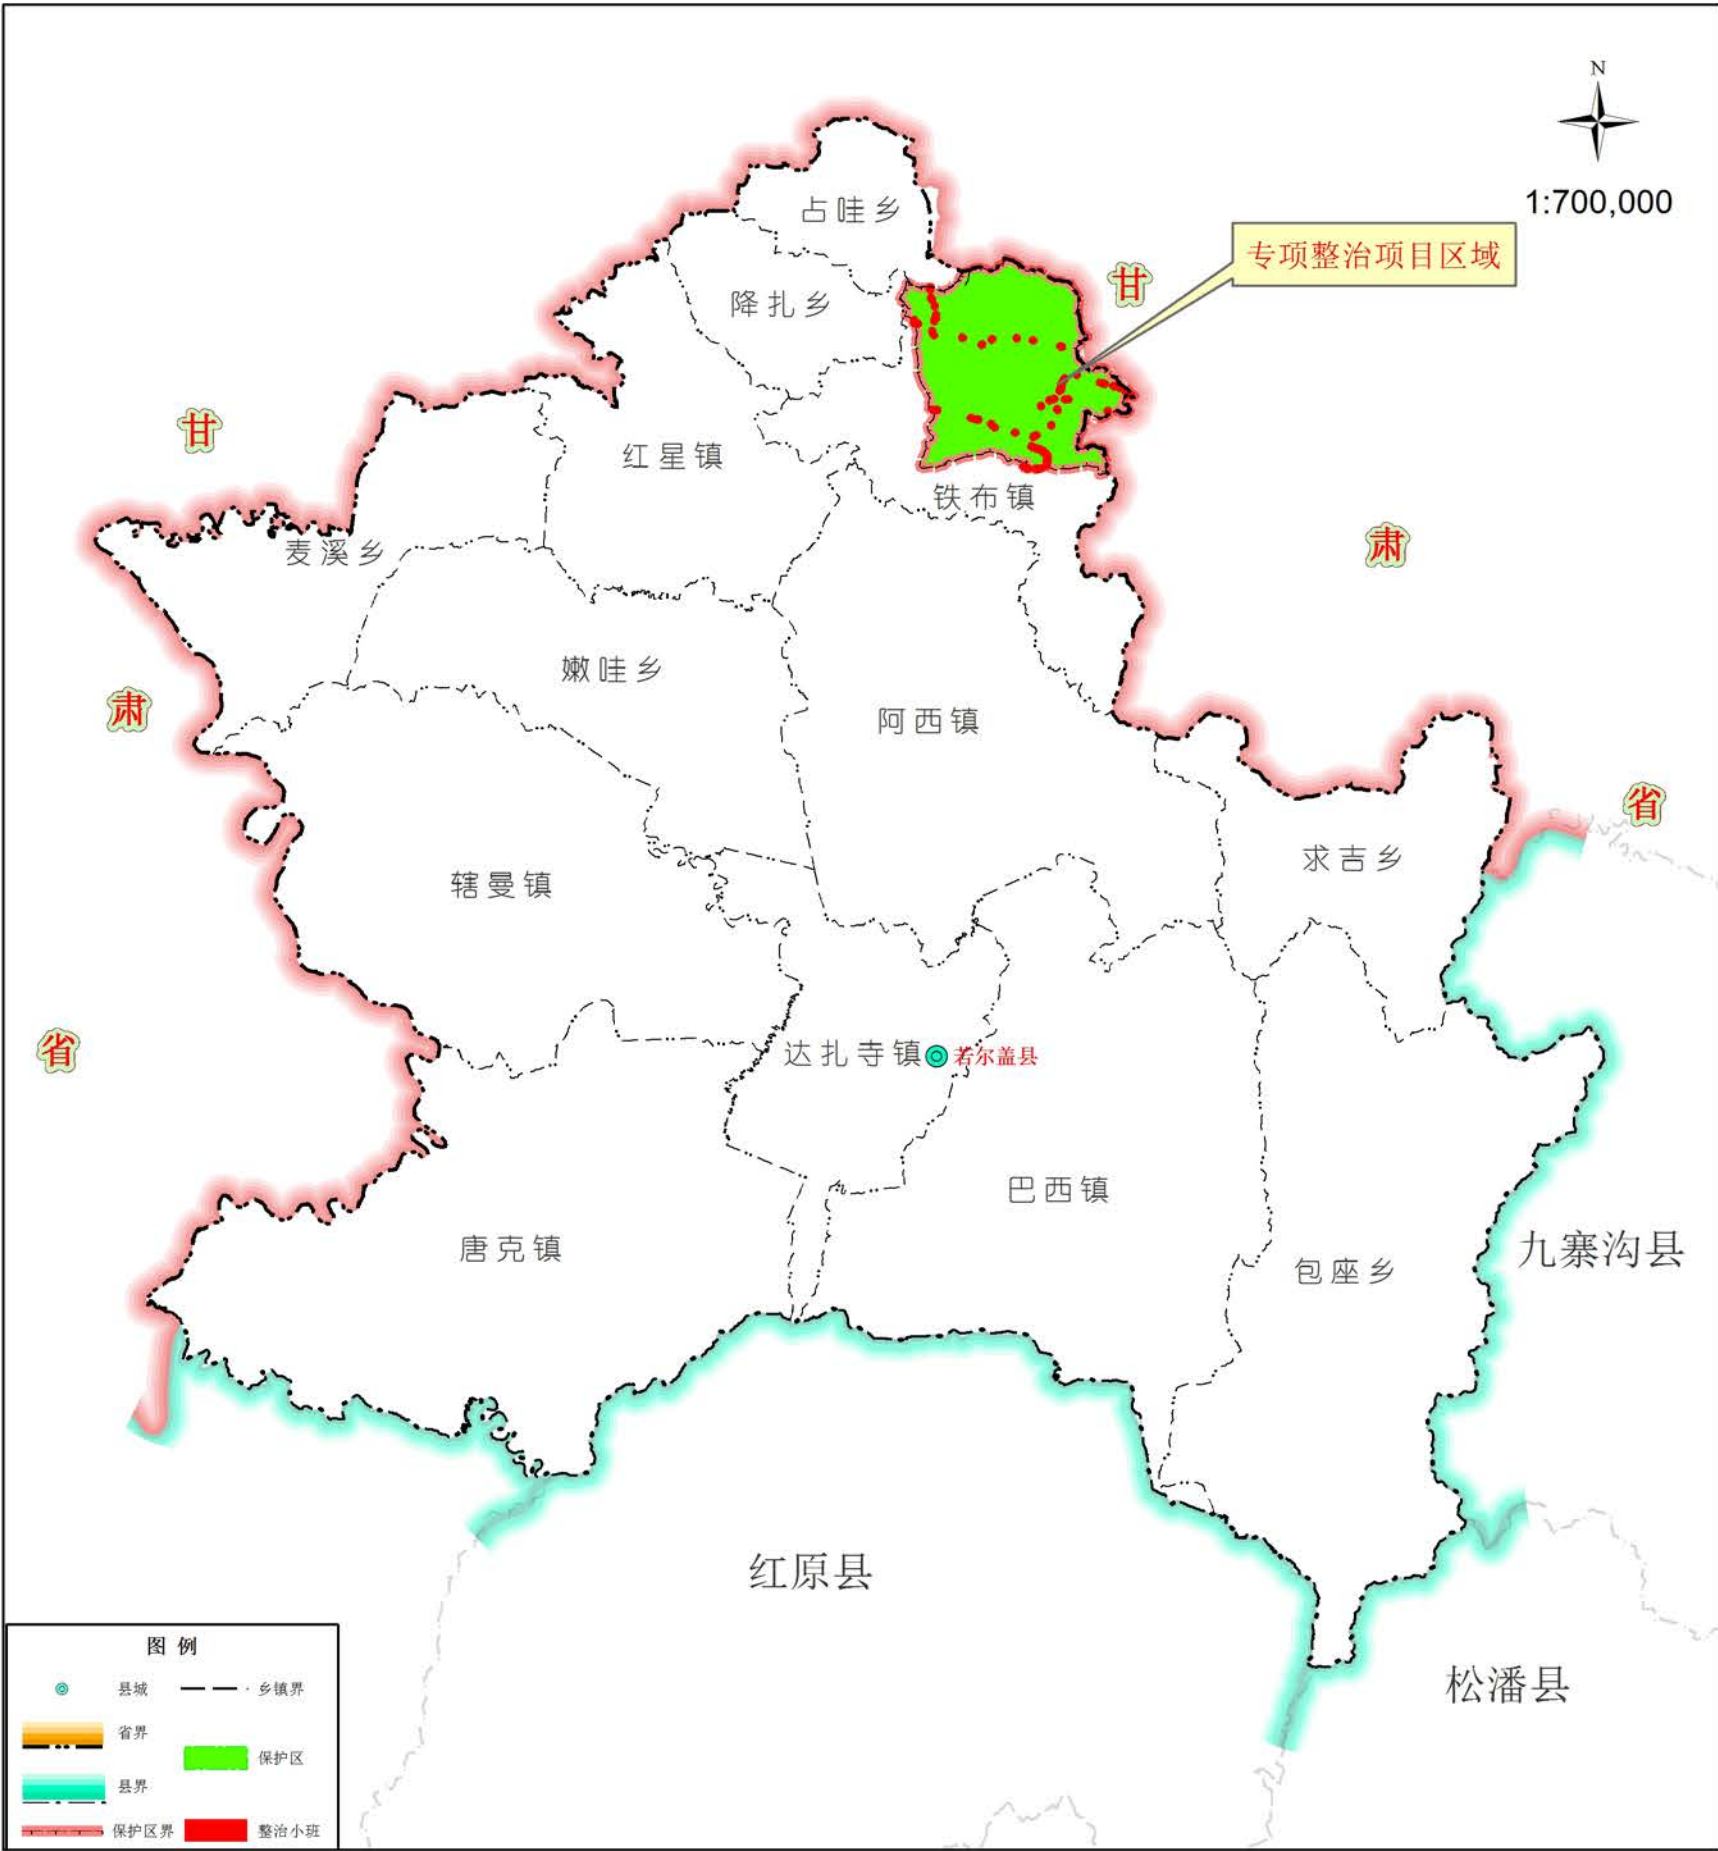 N
1:700,000
占哇乡
专项整治项目区域
甘
降扎乡
甘
红星镇
铁布镇
肃
麦溪乡
嫩哇乡
肃
阿西镇
省
求吉乡
辖曼镇
省
达扎寺镇
若尔盖县
巴西镇
唐克镇
九寨沟县
包座乡
红原县
松潘县
图例
县城
乡镇界
省界
保护区
县界
保护区界
整治小班